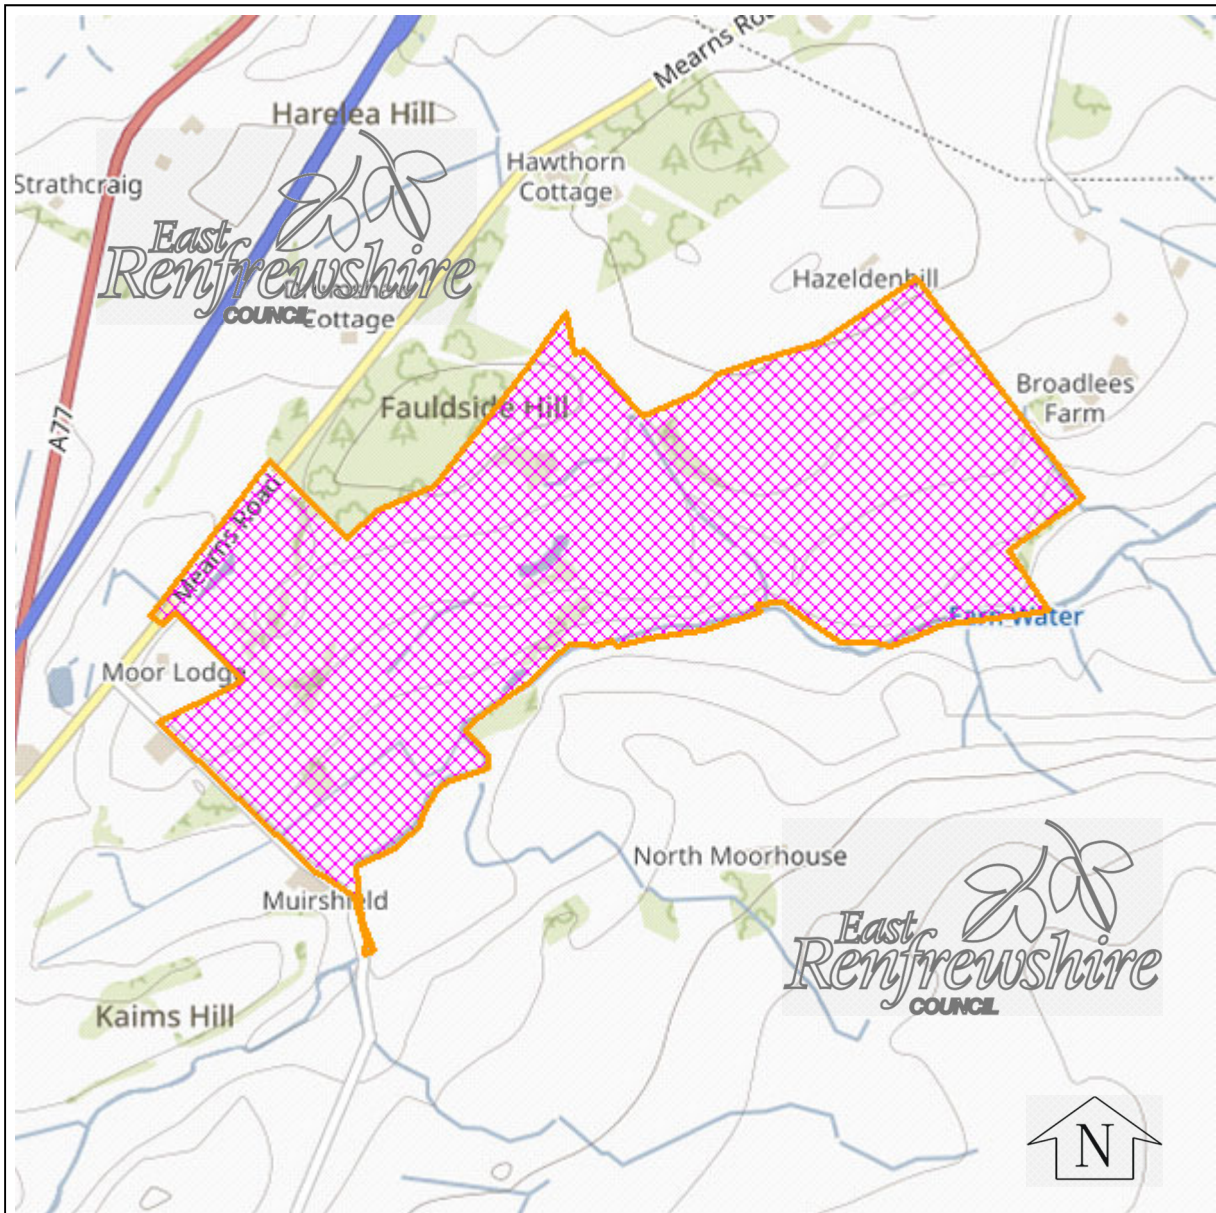 Mearns Road
Harelea Hill
Hawthorn
Cottage
Strathcraig
East
Renfrewshire
COUNCIL
Cottage
Hazeldenhill
A77
Fauldside Hill
Broadlees
Farm
Mearns Road
Earn Water
Moor Lodge
North Moorhouse
Muirshield
East
Renfrewshire
COUNCIL
Kaims Hill
N